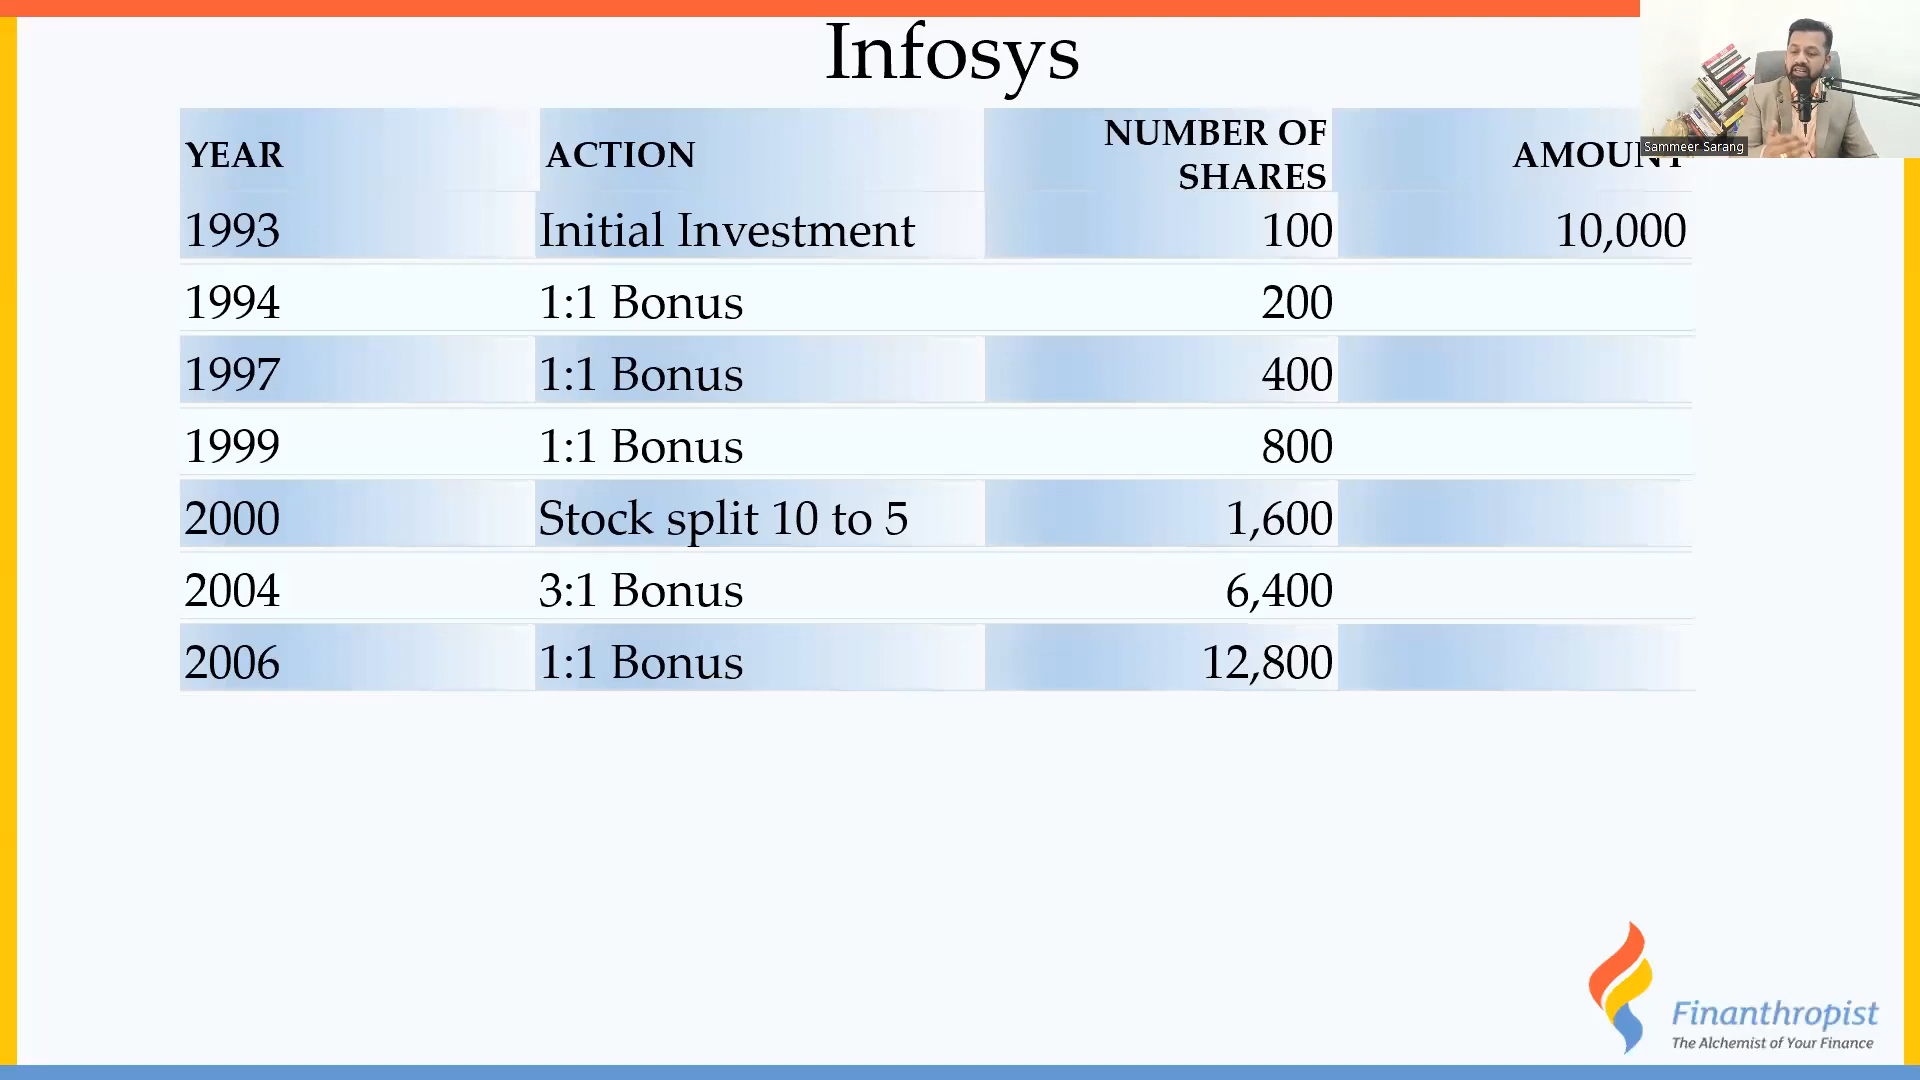 Infosys
Sammeer Sarang
YEAR ACTION NUMBER OF SHARES AMOUNT
1993 Initial Investment 100 10,000
1994 1:1 Bonus 200
1997 1:1 Bonus 400
1999 1:1 Bonus 800
2000 Stock split 10 to 5 1,600
2004 3:1 Bonus 6,400
2006 1:1 Bonus 12,800
Finanthropist
The Alchemist of Your Finance